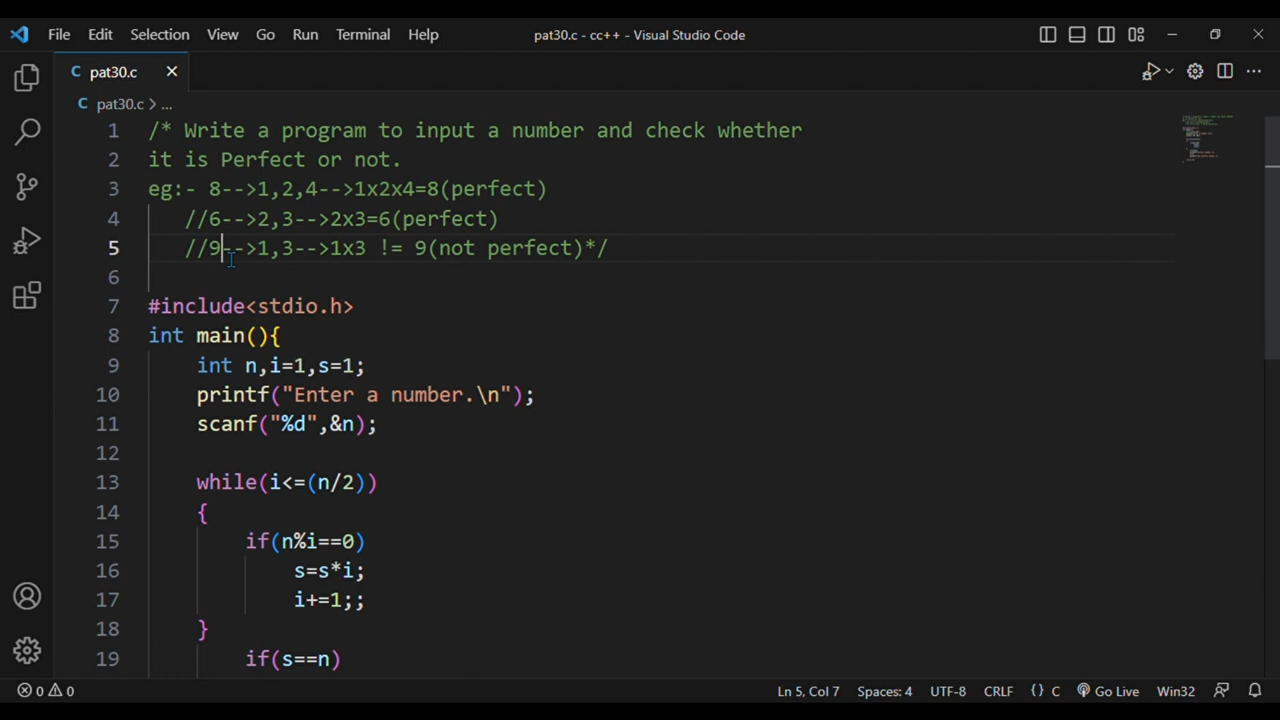 File Edit Selection View Go Run Terminal Help pat30.c - cc++ - Visual Studio Code
C pat30.c
C pat30.c > ...
1 /* Write a program to input a number and check whether
2 it is Perfect or not.
3 eg:- 8-->1,2,4-->1x2x4=8(perfect)
4 //6-->2,3-->2x3=6(perfect)
5 //9-->1,3-->1x3 != 9(not perfect)*/
6
7 #include<stdio.h>
8 int main(){
9 int n,i=1,s=1;
10 printf("Enter a number.\n");
11 scanf("%d",&n);
12
13 while(i<=(n/2))
14 {
15 if(n%i==0)
16 s=s*i;
17 i+=1;;
18 }
19 if(s==n)
0 0 Ln 5, Col 7 Spaces: 4 UTF-8 CRLF {} C Go Live Win32